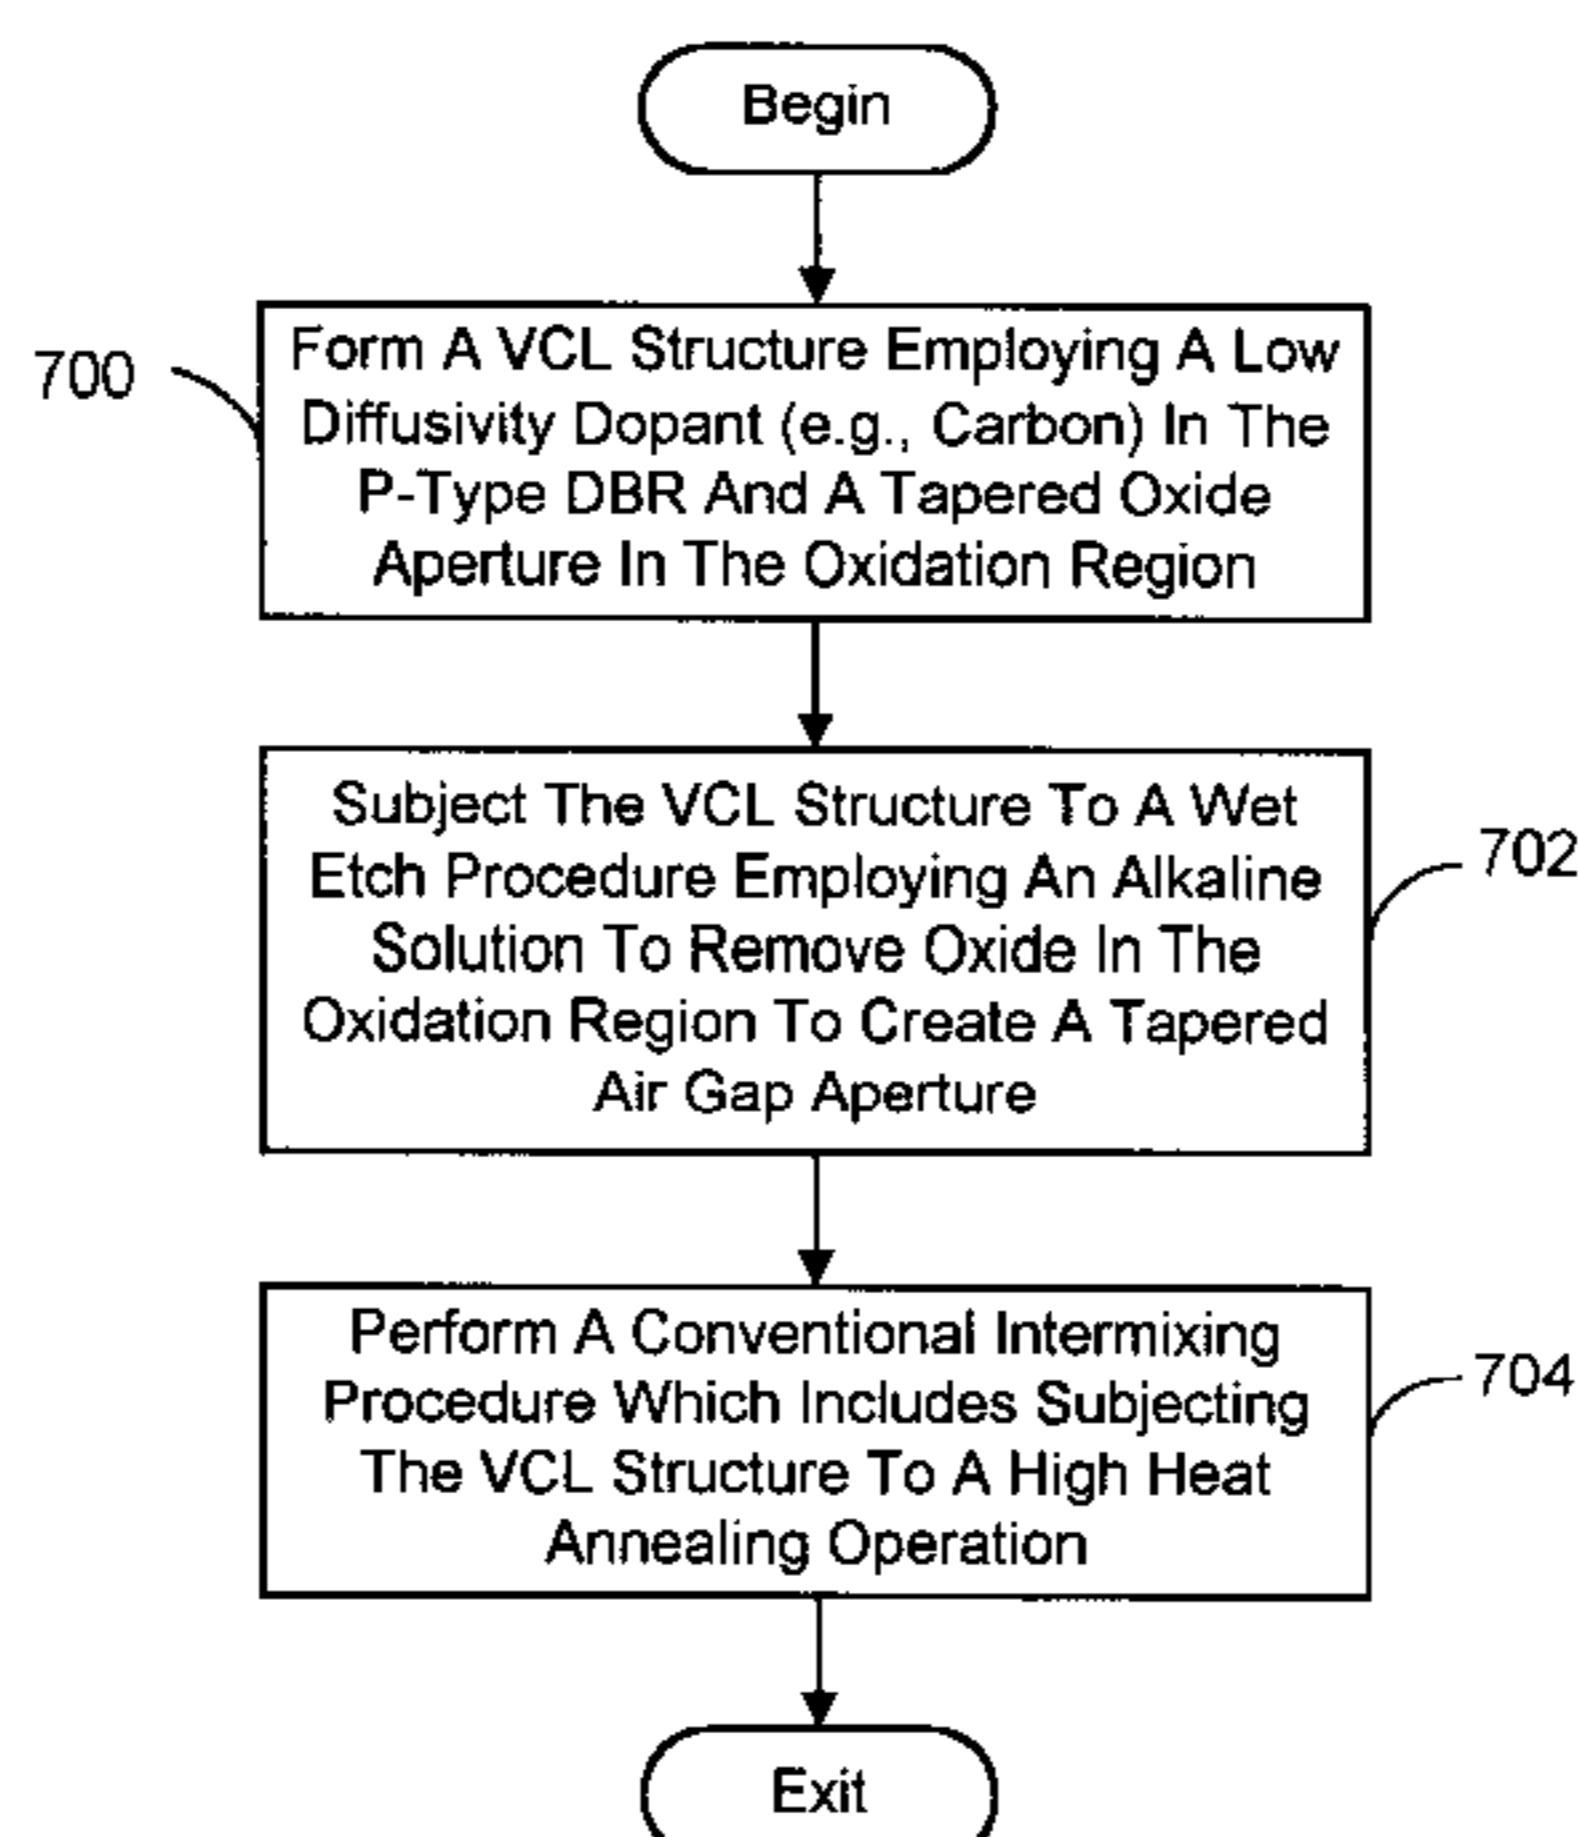 Begin
700
Form A VCL Structure Employing A Low
Diffusivity Dopant (e.g., Carbon) In The
P-Type DBR And A Tapered Oxide
Aperture In The Oxidation Region
Subject The VCL Structure To A Wet
Etch Procedure Employing An Alkaline
Solution To Remove Oxide In The
Oxidation Region To Create A Tapered
Air Gap Aperture
702
Perform A Conventional Intermixing
Procedure Which Includes Subjecting
The VCL Structure To A High Heat
Annealing Operation
704
Exit